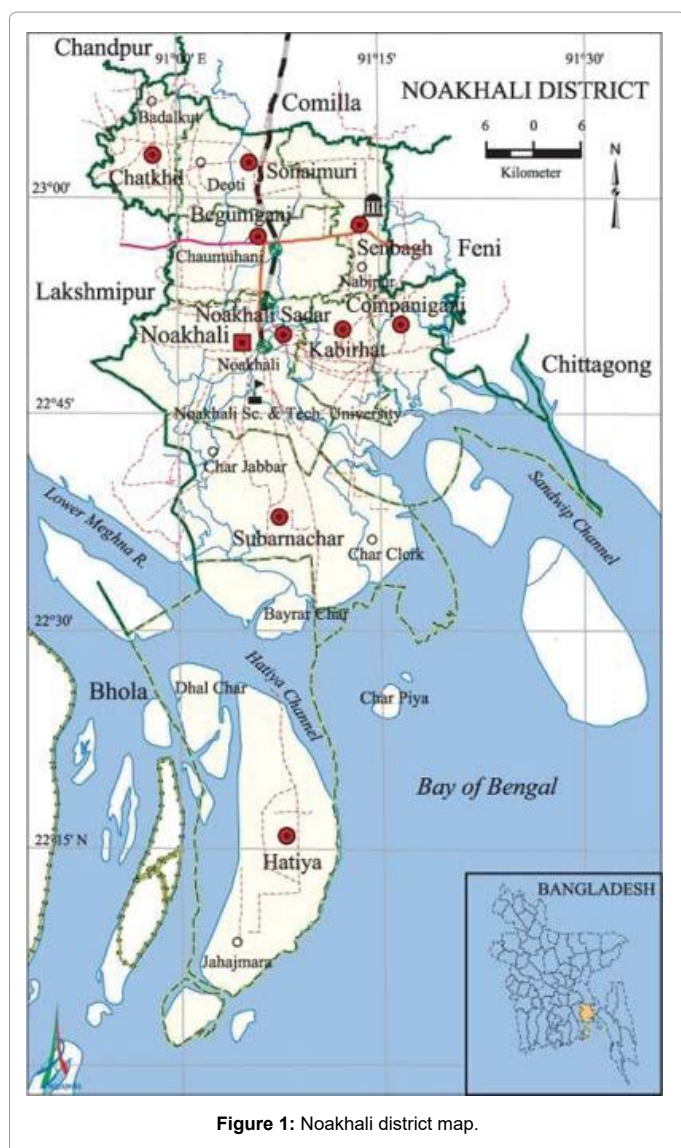 91°00' E
91°15'
91°30'
Chandpur
Comilla
NOAKHALI DISTRICT
6 0 6
Kilometer
N
Badalkut
Chatkhil
Deoti
Sonaimuri
23°00'
Begumganj
Chaumuhani
Senbagh
Feni
Nabipur
Lakshmipur
Noakhali Sadar
Companiganj
Noakhali
Kabirhat
Noakhali
Chittagong
22°45'
Noakhali Sc. & Tech. University
Char Jabbar
Sandwip Channel
Lower Meghna R.
Subarnachar
Char Clerk
Bayrar Char
22°30'
Hatiya Channel
Bhola
Dhal Char
Char Piya
Bay of Bengal
22°15' N
Hatiya
BANGLADESH
Jahajmara
Figure 1: Noakhali district map.